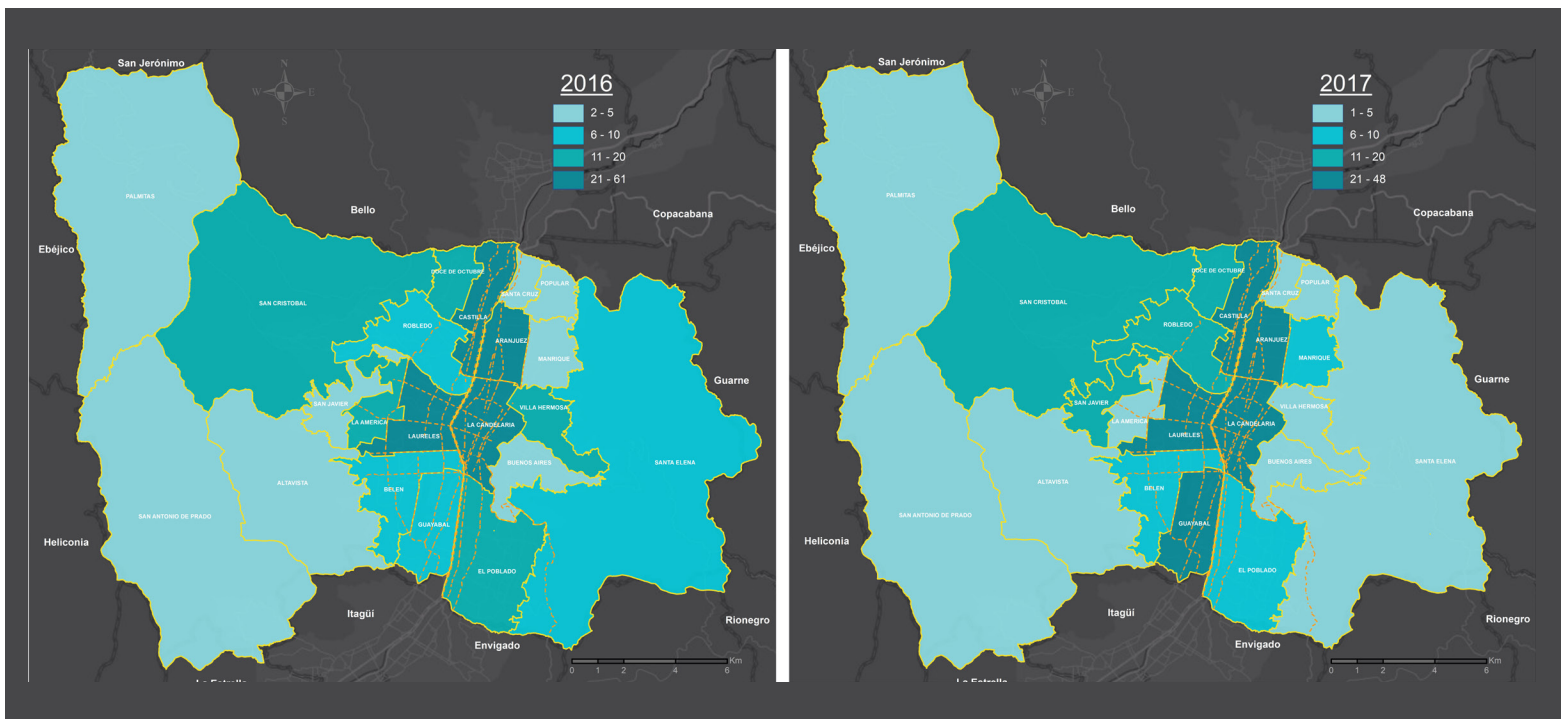 San Jerónimo
N
W E
S
2016
2 - 5
6 - 10
11 - 20
21 - 61
PALMITAS
Bello
Copacabana
Ebéjico
DOCE DE OCTUBRE
POPULAR
SANTA CRUZ
SAN CRISTOBAL
CASTILLA
ROBLEDO
ARANJUEZ
MANRIQUE
Guarne
SAN JAVIER
VILLA HERMOSA
LA AMERICA
LA CANDELARIA
LAURELES
BUENOS AIRES
SANTA ELENA
ALTAVISTA
BELEN
SAN ANTONIO DE PRADO
GUAYABAL
Heliconia
EL POBLADO
Itagüí
Rionegro
Envigado
Km
0 1 2 4 6
La Estrella
San Jerónimo
N
W E
S
2017
1 - 5
6 - 10
11 - 20
21 - 48
PALMITAS
Bello
Copacabana
Ebéjico
DOCE DE OCTUBRE
POPULAR
SANTA CRUZ
SAN CRISTOBAL
CASTILLA
ROBLEDO
ARANJUEZ
MANRIQUE
Guarne
SAN JAVIER
VILLA HERMOSA
LA AMERICA
LA CANDELARIA
LAURELES
BUENOS AIRES
SANTA ELENA
ALTAVISTA
BELEN
SAN ANTONIO DE PRADO
GUAYABAL
Heliconia
EL POBLADO
Itagüí
Rionegro
Envigado
Km
0 1 2 4 6
La Estrella